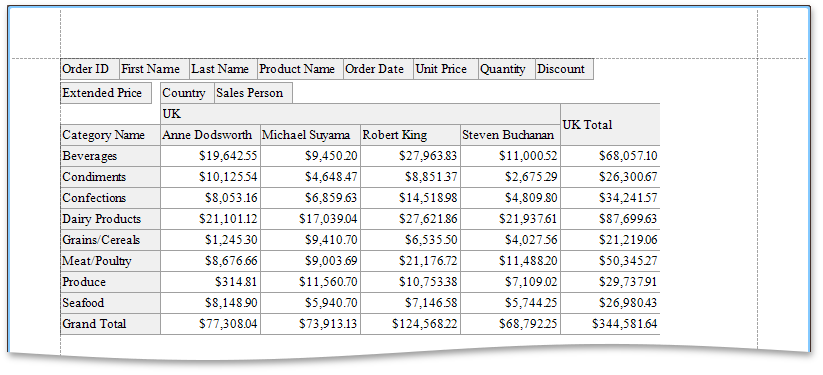 Order ID First Name Last Name Product Name Order Date Unit Price Quantity Discount
Extended Price Country Sales Person
UK UK Total
Category Name Anne Dodsworth Michael Suyama Robert King Steven Buchanan
Beverages $19,642.55 $9,450.20 $27,963.83 $11,000.52 $68,057.10
Condiments $10,125.54 $4,648.47 $8,851.37 $2,675.29 $26,300.67
Confections $8,053.16 $6,859.63 $14,518.98 $4,809.80 $34,241.57
Dairy Products $21,101.12 $17,039.04 $27,621.86 $21,937.61 $87,699.63
Grains/Cereals $1,245.30 $9,410.70 $6,535.50 $4,027.56 $21,219.06
Meat/Poultry $8,676.66 $9,003.69 $21,176.72 $11,488.20 $50,345.27
Produce $314.81 $11,560.70 $10,753.38 $7,109.02 $29,737.91
Seafood $8,148.90 $5,940.70 $7,146.58 $5,744.25 $26,980.43
Grand Total $77,308.04 $73,913.13 $124,568.22 $68,792.25 $344,581.64